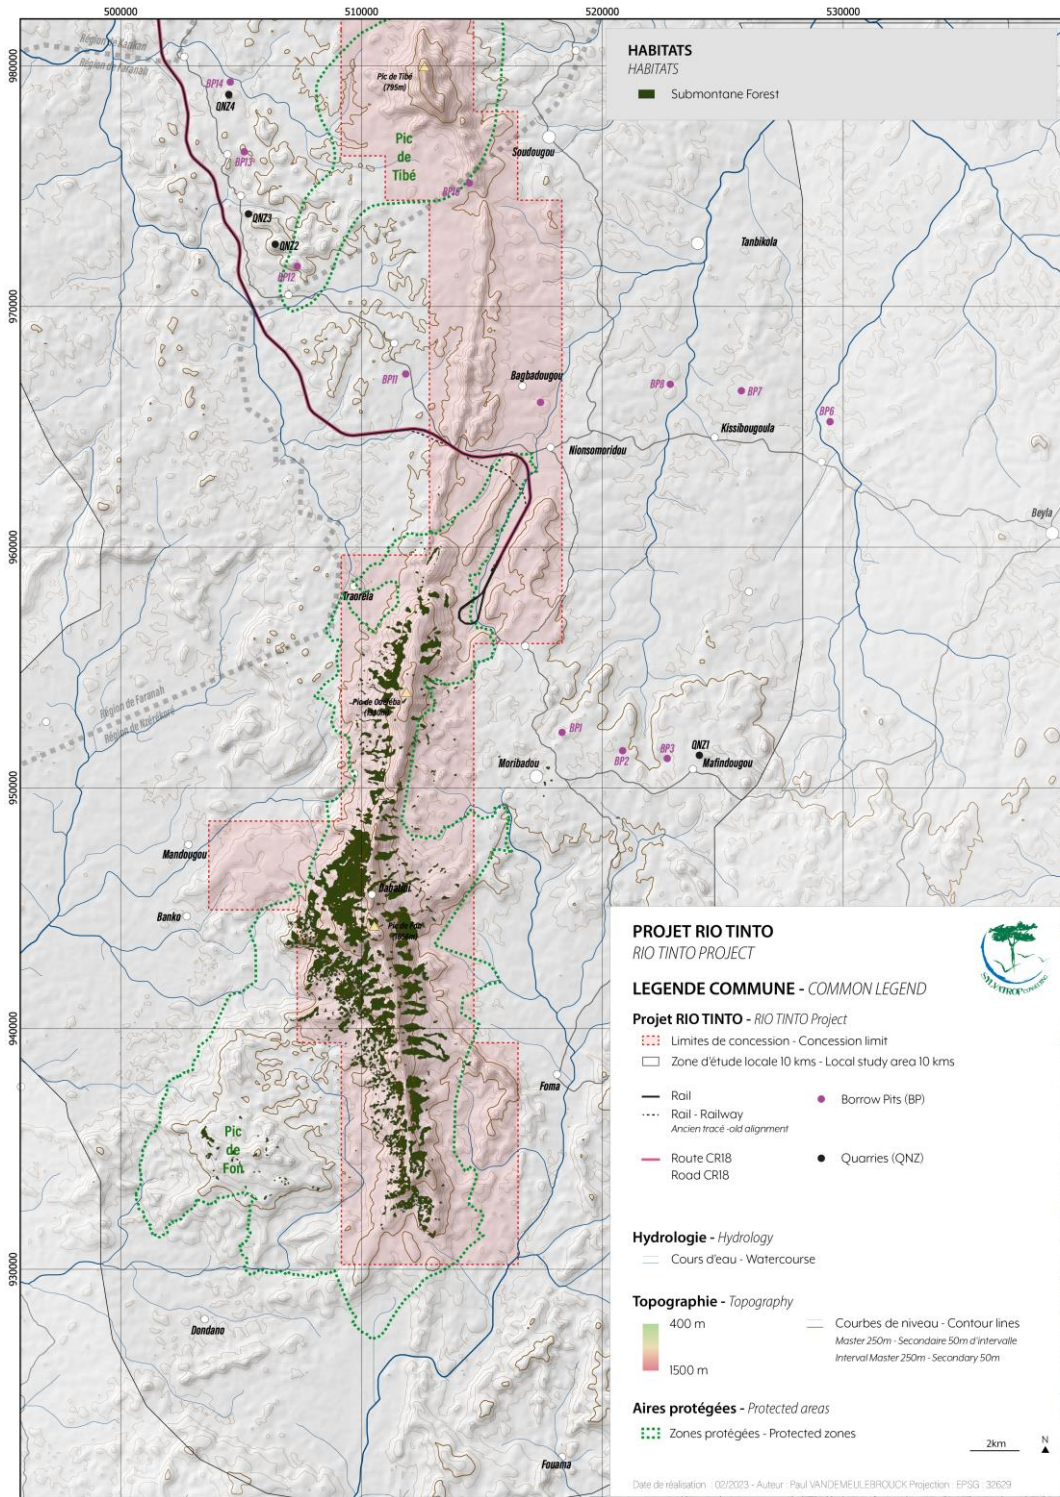 500000
510000
520000
530000
980000
970000
960000
950000
940000
930000
HABITATS
HABITATS
Submontane Forest
Région de Kankan
Région de Faranah
BP14
QNZ4
BP13
QNZ3
QNZ2
BP12
BP11
Pic de Tibé
(795m)
Pic
de
Tibé
Soudougou
Tanbikola
Bagbadougou
BP8
BP7
BP6
Kissibougoula
Nionsomoridou
Beyla
Traoréla
Région de Faranah
Région de Nzérékoré
BP1
BP2
BP3
QNZ1
Mafindougou
Moribadou
Mandougou
Banko
Pic de Fon
Foma
Pic
de
Fon
Dondano
Fouama
PROJET RIO TINTO
RIO TINTO PROJECT
SYLVATROP CONSULTING
LEGENDE COMMUNE - COMMON LEGEND
Projet RIO TINTO - RIO TINTO Project
Limites de concession - Concession limit
Zone d'étude locale 10 kms - Local study area 10 kms
Rail
Rail - Railway
Ancien tracé -old alignment
Borrow Pits (BP)
Route CR18
Road CR18
Quarries (QNZ)
Hydrologie - Hydrology
Cours d'eau - Watercourse
Topographie - Topography
400 m
1500 m
Courbes de niveau - Contour lines
Master 250m - Secondaire 50m d'intervalle
Interval Master 250m - Secondary 50m
Aires protégées - Protected areas
Zones protégées - Protected zones
2km
N
Date de réalisation : 02/2023 - Auteur : Paul VANDEMEULEBROUCK Projection : EPSG : 32629